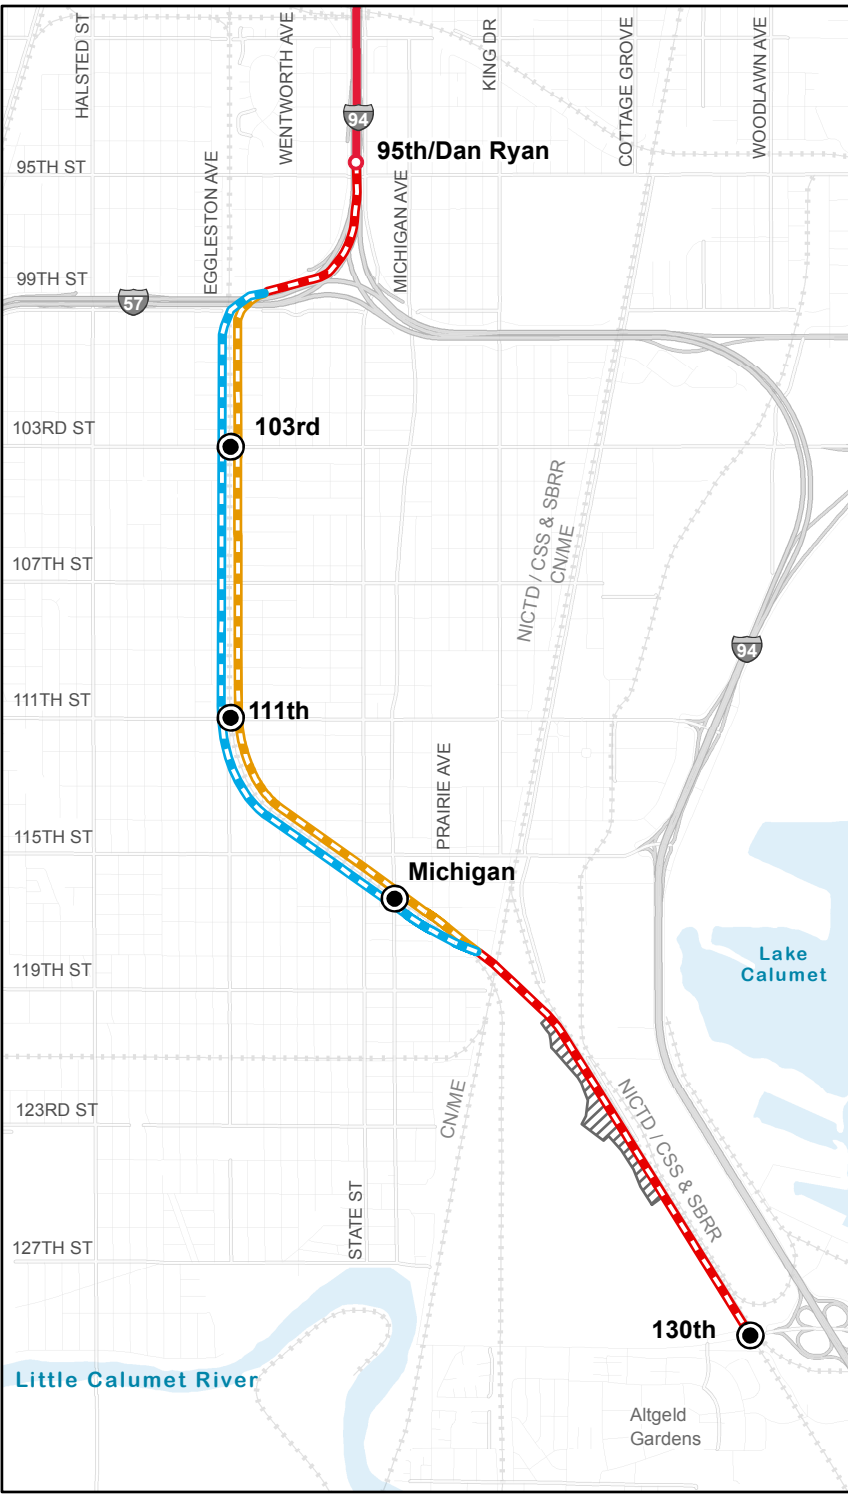 HALSTED ST
WENTWORTH AVE
KING DR
COTTAGE GROVE
WOODLAWN AVE
94
95th/Dan Ryan
EGGLESTON AVE
95TH ST
MICHIGAN AVE
99TH ST
57
103rd
103RD ST
NICTD / CSS & SBRR
CN/ME
107TH ST
94
111TH ST
111th
PRAIRIE AVE
115TH ST
Michigan
Lake
Calumet
119TH ST
123RD ST
CN/ME
NICTD / CSS & SBRR
STATE ST
127TH ST
130th
Little Calumet River
Altgeld
Gardens